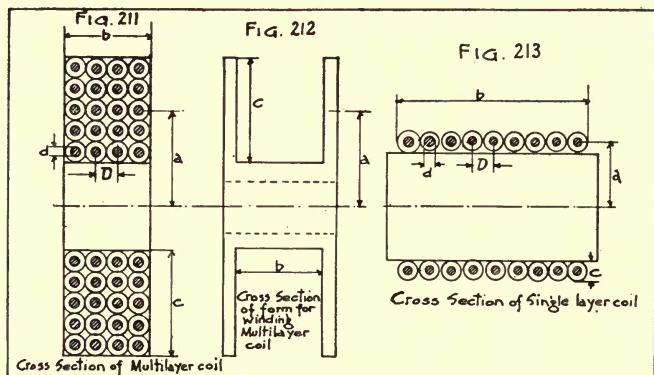 FIG. 211
b
d
D
a
c
Cross Section of Multilayer coil
FIG. 212
c
a
b
Cross Section
of form for
winding
Multilayer
coil
FIG. 213
b
d
D
a
c
Cross Section of Single layer coil